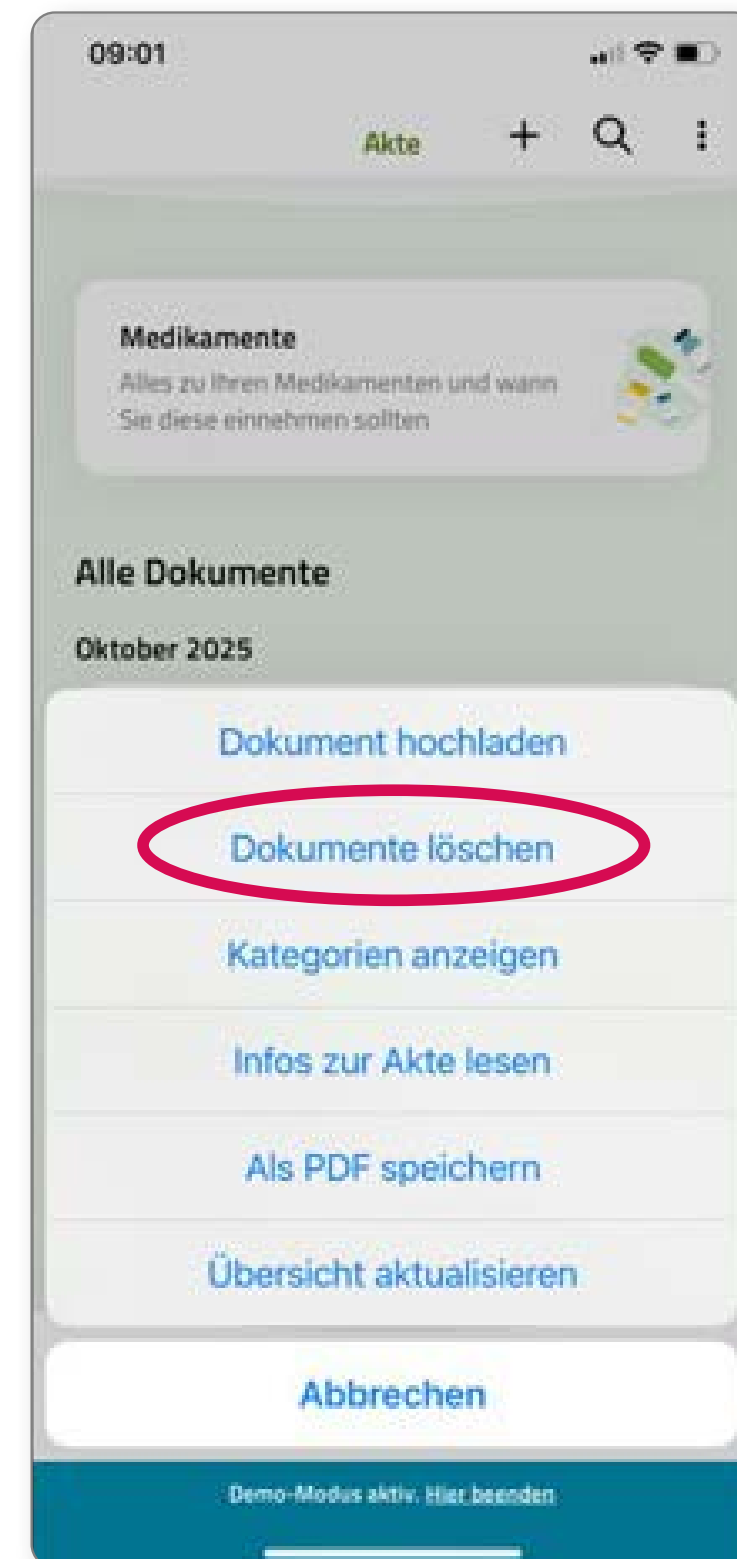 09:01
Akte
Medikamente
Alles zu Ihren Medikamenten und wann
Sie diese einnehmen sollten
Alle Dokumente
Oktober 2025
Dokument hochladen
Dokumente löschen
Kategorien anzeigen
Infos zur Akte lesen
Als PDF speichern
Übersicht aktualisieren
Abbrechen
Demo-Modus aktiv. Hier beenden